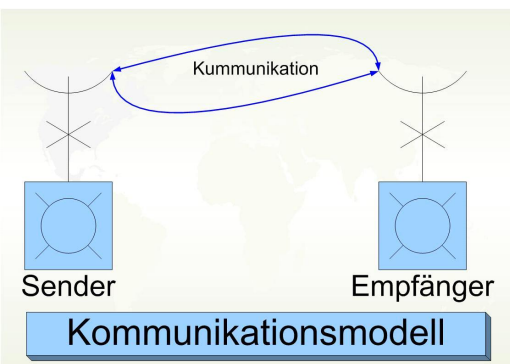 Kummunikation
Sender
Empfänger
Kommunikationsmodell